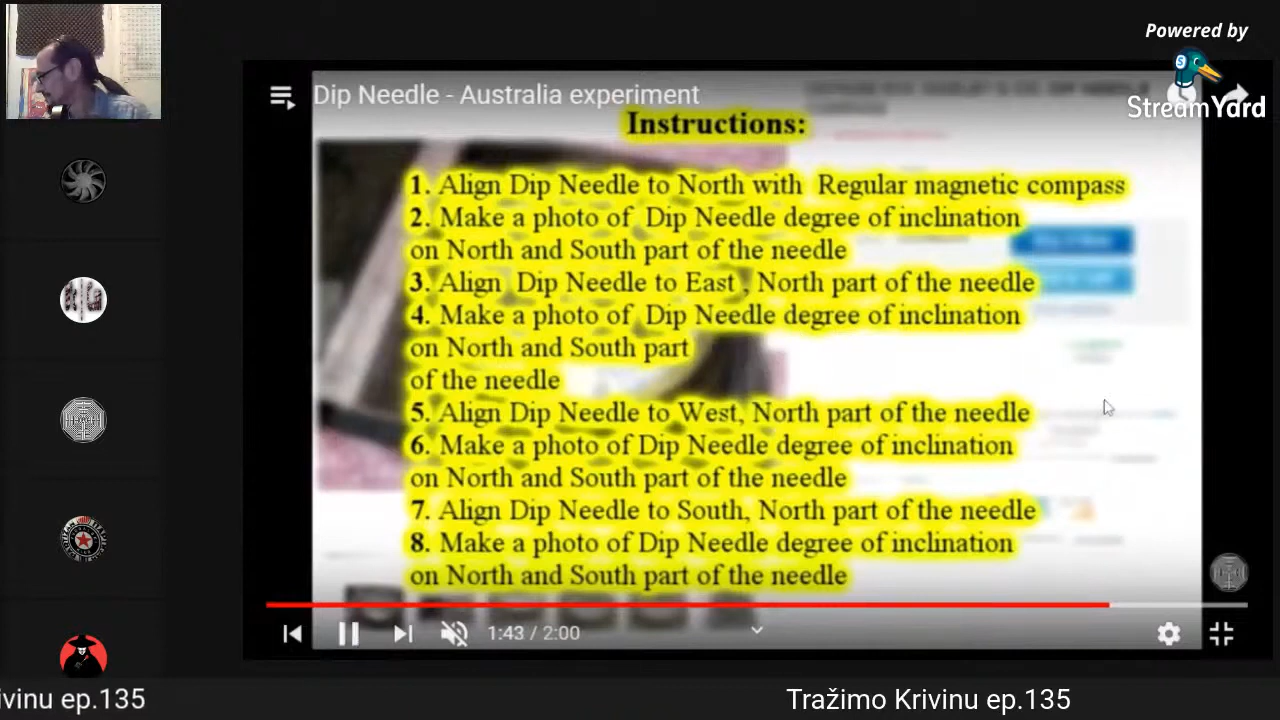 Powered by
StreamYard
Dip Needle - Australia experiment
Instructions:
1. Align Dip Needle to North with Regular magnetic compass
2. Make a photo of Dip Needle degree of inclination
on North and South part of the needle
3. Align Dip Needle to East , North part of the needle
4. Make a photo of Dip Needle degree of inclination
on North and South part
of the needle
5. Align Dip Needle to West, North part of the needle
6. Make a photo of Dip Needle degree of inclination
on North and South part of the needle
7. Align Dip Needle to South, North part of the needle
8. Make a photo of Dip Needle degree of inclination
on North and South part of the needle
1:43 / 2:00
ivinu ep.135
Tražimo Krivinu ep.135